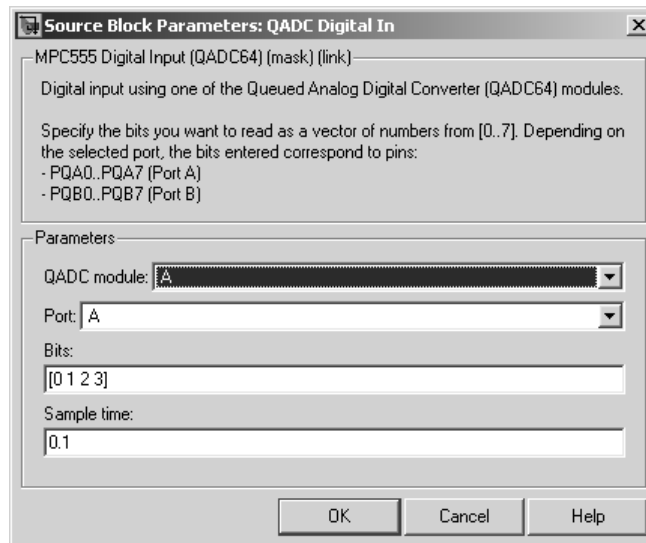 Source Block Parameters: QADC Digital In
MPC555 Digital Input (QADC64) (mask) (link)
Digital input using one of the Queued Analog Digital Converter (QADC64) modules.
Specify the bits you want to read as a vector of numbers from [0..7]. Depending on
the selected port, the bits entered correspond to pins:
- PQA0..PQA7 (Port A)
- PQB0..PQB7 (Port B)
Parameters
QADC module: A
Port: A
Bits:
[0 1 2 3]
Sample time:
0.1
OK Cancel Help